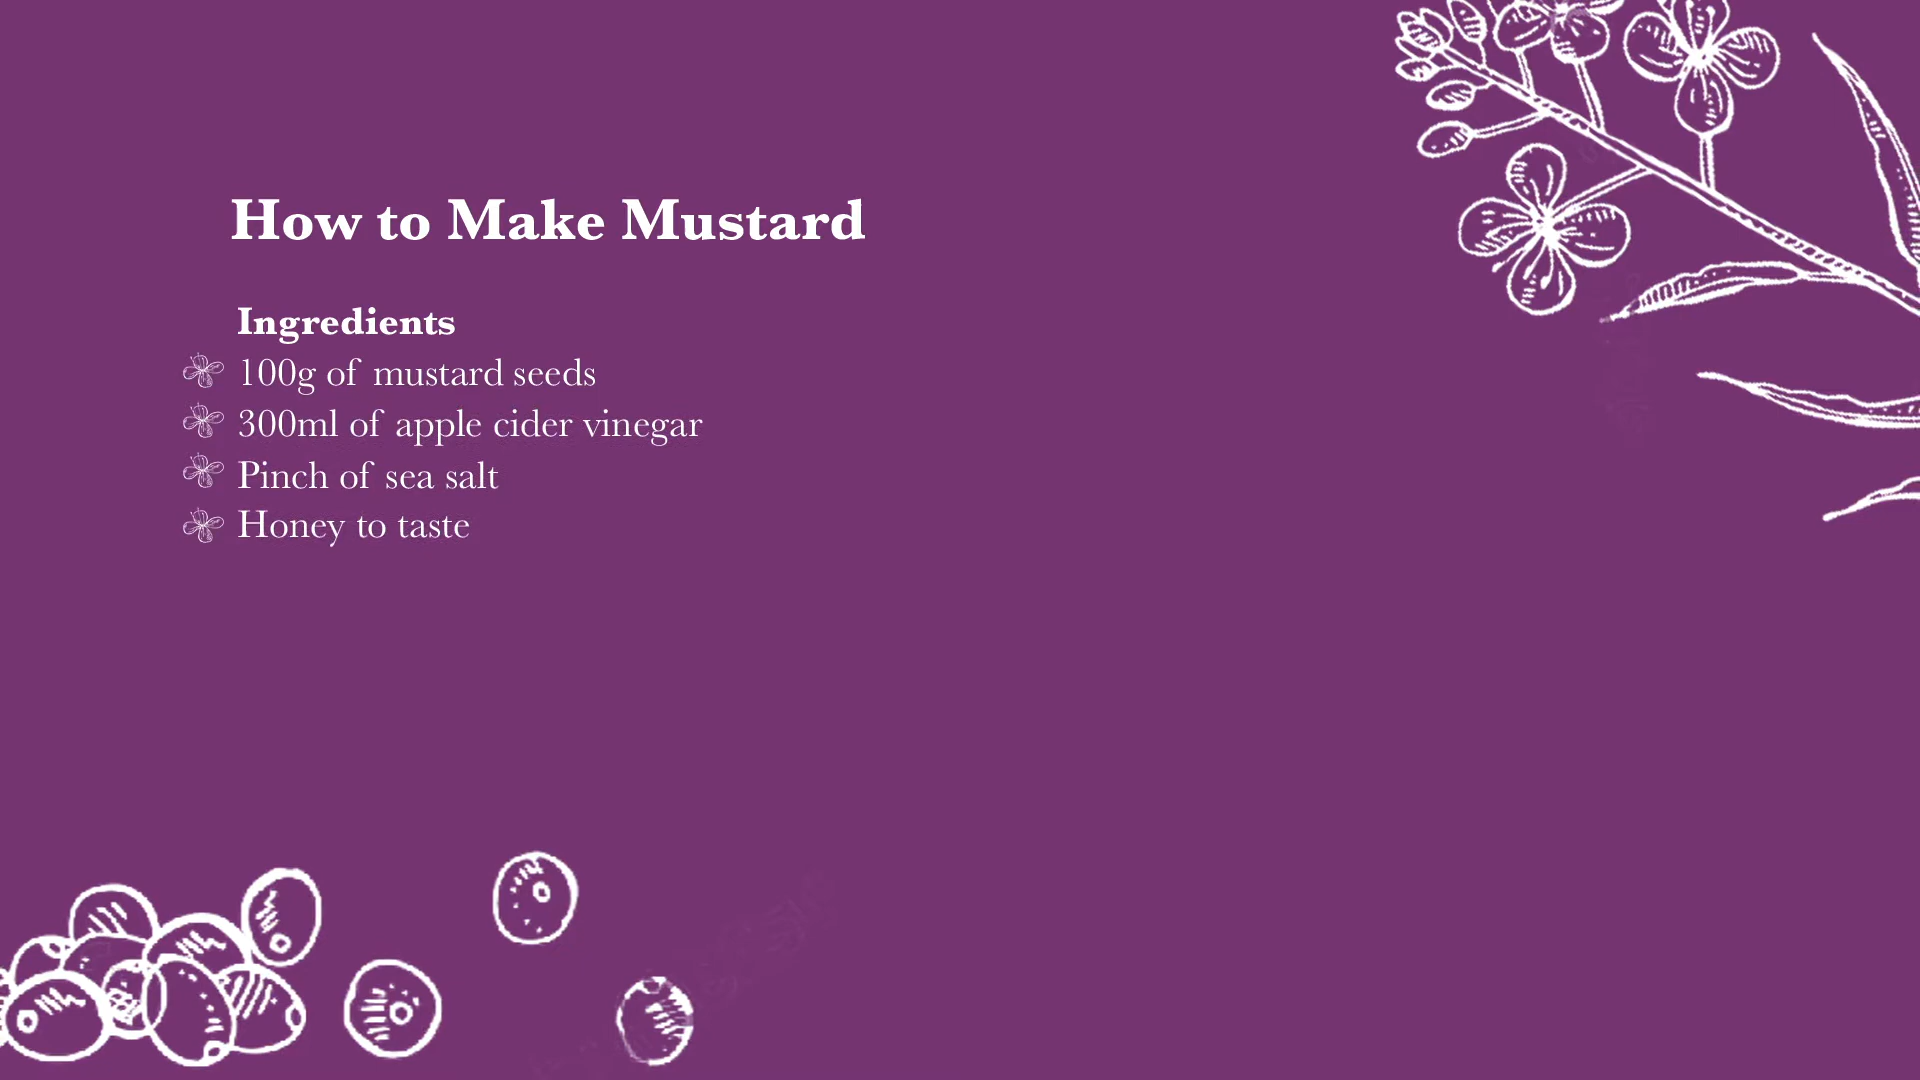 How to Make Mustard
Ingredients
100g of mustard seeds
300ml of apple cider vinegar
Pinch of sea salt
Honey to taste